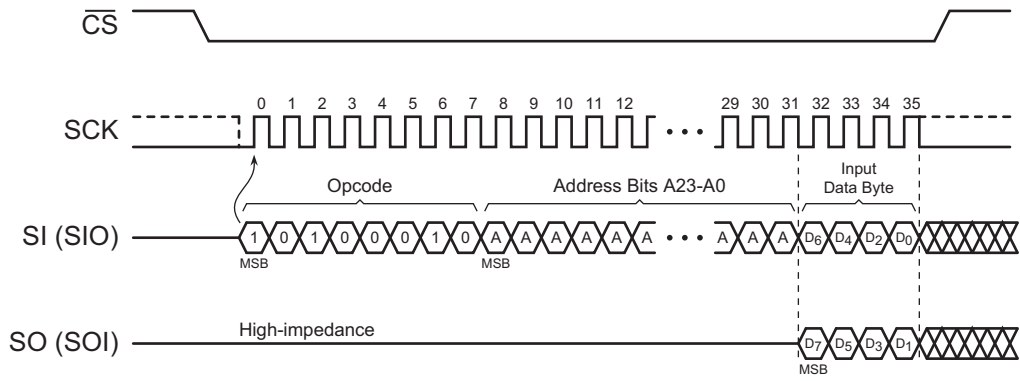 CS
0 1 2 3 4 5 6 7 8 9 10 11 12 29 30 31 32 33 34 35
SCK
Opcode Address Bits A23-A0 Input Data Byte
SI (SIO) 1 0 1 0 0 0 1 0 A A A A A A A A A D6 D4 D2 D0
MSB MSB
High-impedance
SO (SOI) D7 D5 D3 D1
MSB